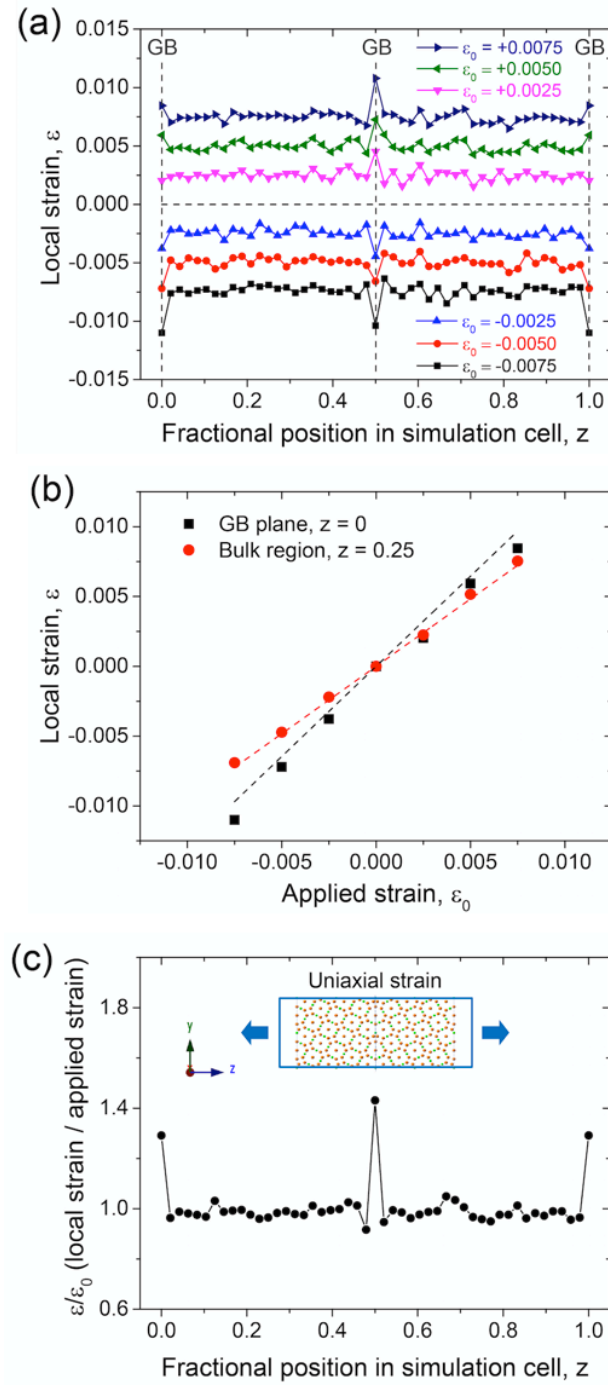 (a)
GB GB GB
ε₀ = +0.0075
ε₀ = +0.0050
ε₀ = +0.0025
0.015
0.010
0.005
0.000
-0.005
-0.010
-0.015
Local strain, ε
ε₀ = -0.0025
ε₀ = -0.0050
ε₀ = -0.0075
0.0 0.2 0.4 0.6 0.8 1.0
Fractional position in simulation cell, z
(b)
GB plane, z = 0
Bulk region, z = 0.25
0.010
0.005
0.000
-0.005
-0.010
Local strain, ε
-0.010 -0.005 0.000 0.005 0.010
Applied strain, ε₀
(c)
Uniaxial strain
y
z
1.8
1.4
1.0
0.6
ε/ε₀ (local strain / applied strain)
0.0 0.2 0.4 0.6 0.8 1.0
Fractional position in simulation cell, z